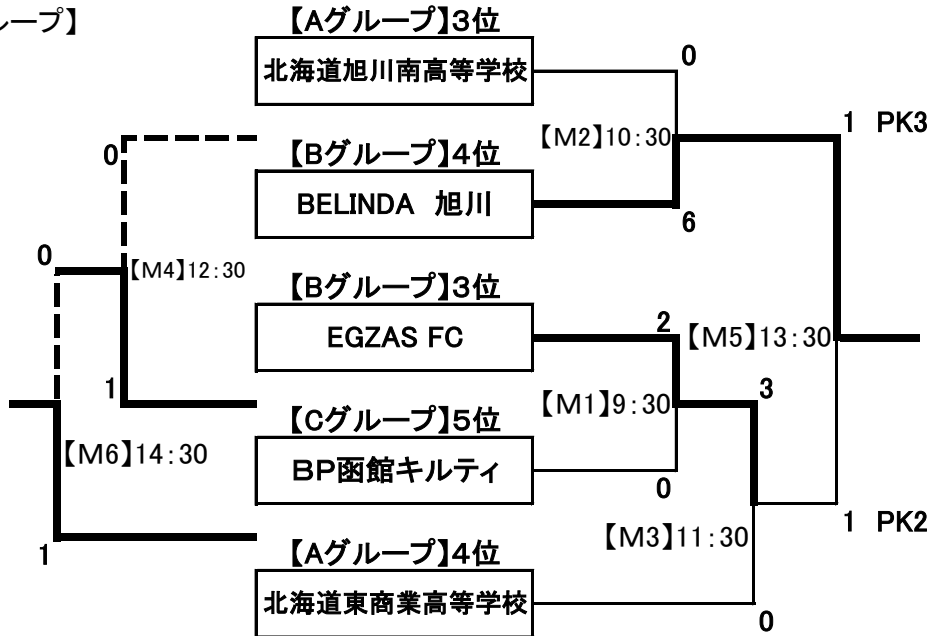 ループ】
【Aグループ】3位
北海道旭川南高等学校
0
1 PK3
【M2】10:30
0
【Bグループ】4位
BELINDA 旭川
6
0
【M4】12:30
【Bグループ】3位
EGZAS FC
2
【M5】13:30
1
3
【Cグループ】5位
【M1】9:30
【M6】14:30
BP函館キルティ
0
1 PK2
【M3】11:30
1
【Aグループ】4位
北海道東商業高等学校
0